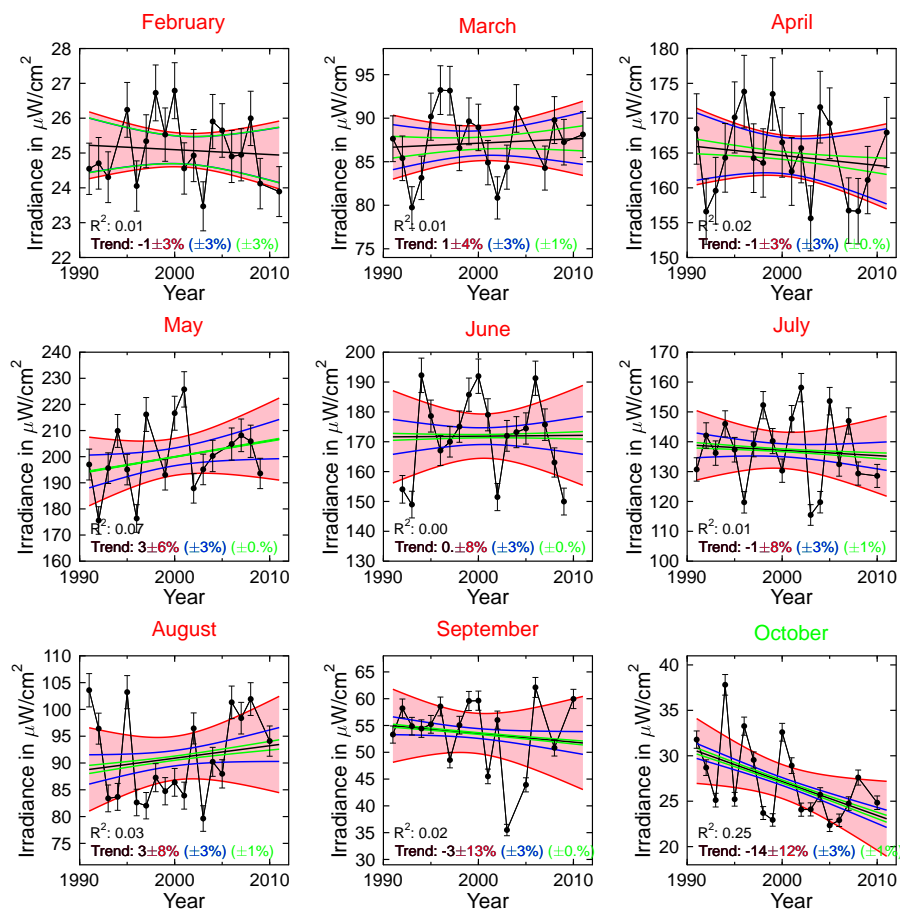 February
Irradiance in μW/cm²
28
27
26
25
24
23
22
R²: 0.01
Trend: -1±3% (±3%) (±3%)
1990 2000 2010
Year
March
Irradiance in μW/cm²
95
90
85
80
75
R²: 0.01
Trend: 1±4% (±3%) (±1%)
1990 2000 2010
Year
April
Irradiance in μW/cm²
180
175
170
165
160
155
150
R²: 0.02
Trend: -1±3% (±3%) (±0.%)
1990 2000 2010
Year
May
Irradiance in μW/cm²
240
230
220
210
200
190
180
170
160
R²: 0.07
Trend: 3±6% (±3%) (±0.%)
1990 2000 2010
Year
June
Irradiance in μW/cm²
200
190
180
170
160
150
140
130
R²: 0.00
Trend: 0.±8% (±3%) (±0.%)
1990 2000 2010
Year
July
Irradiance in μW/cm²
170
160
150
140
130
120
110
100
R²: 0.01
Trend: -1±8% (±3%) (±1%)
1990 2000 2010
Year
August
Irradiance in μW/cm²
110
105
100
95
90
85
80
75
R²: 0.03
Trend: 3±8% (±3%) (±1%)
1990 2000 2010
Year
September
Irradiance in μW/cm²
65
60
55
50
45
40
35
30
R²: 0.02
Trend: -3±13% (±3%) (±0.%)
1990 2000 2010
Year
October
Irradiance in μW/cm²
40
30
20
R²: 0.25
Trend: -14±12% (±3%) (±1%)
1990 2000 2010
Year